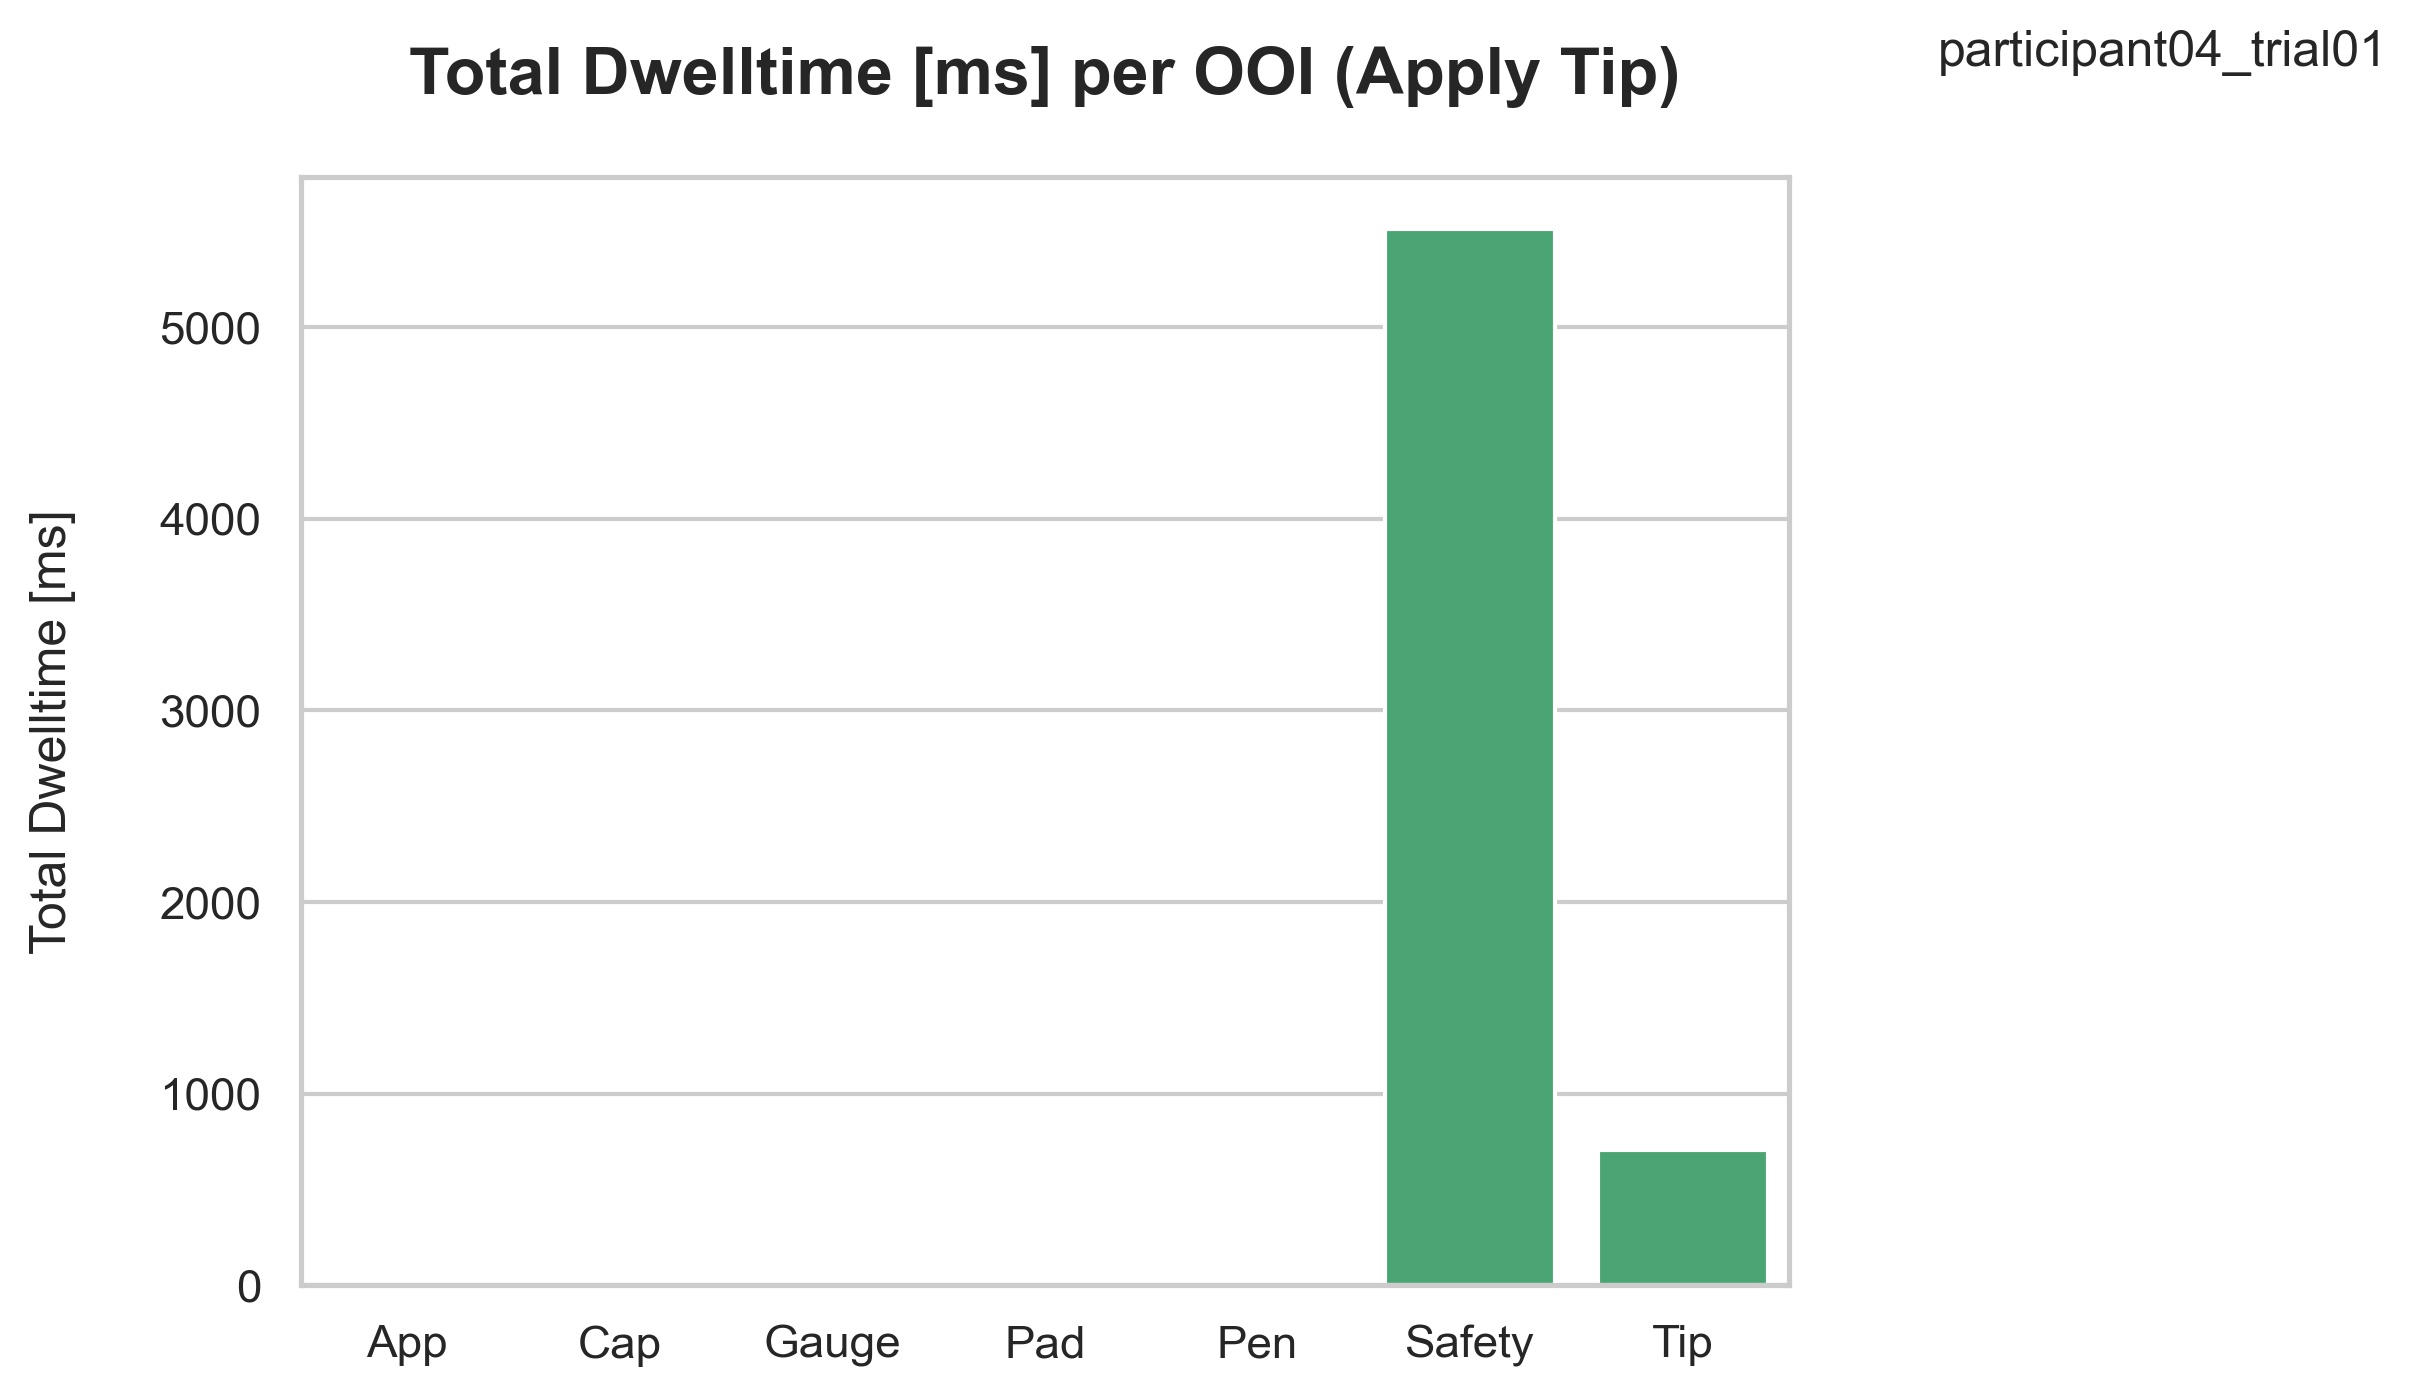 Total Dwelltime [ms] per OOI (Apply Tip)
participant04_trial01
Total Dwelltime [ms]
5000
4000
3000
2000
1000
0
App Cap Gauge Pad Pen Safety Tip